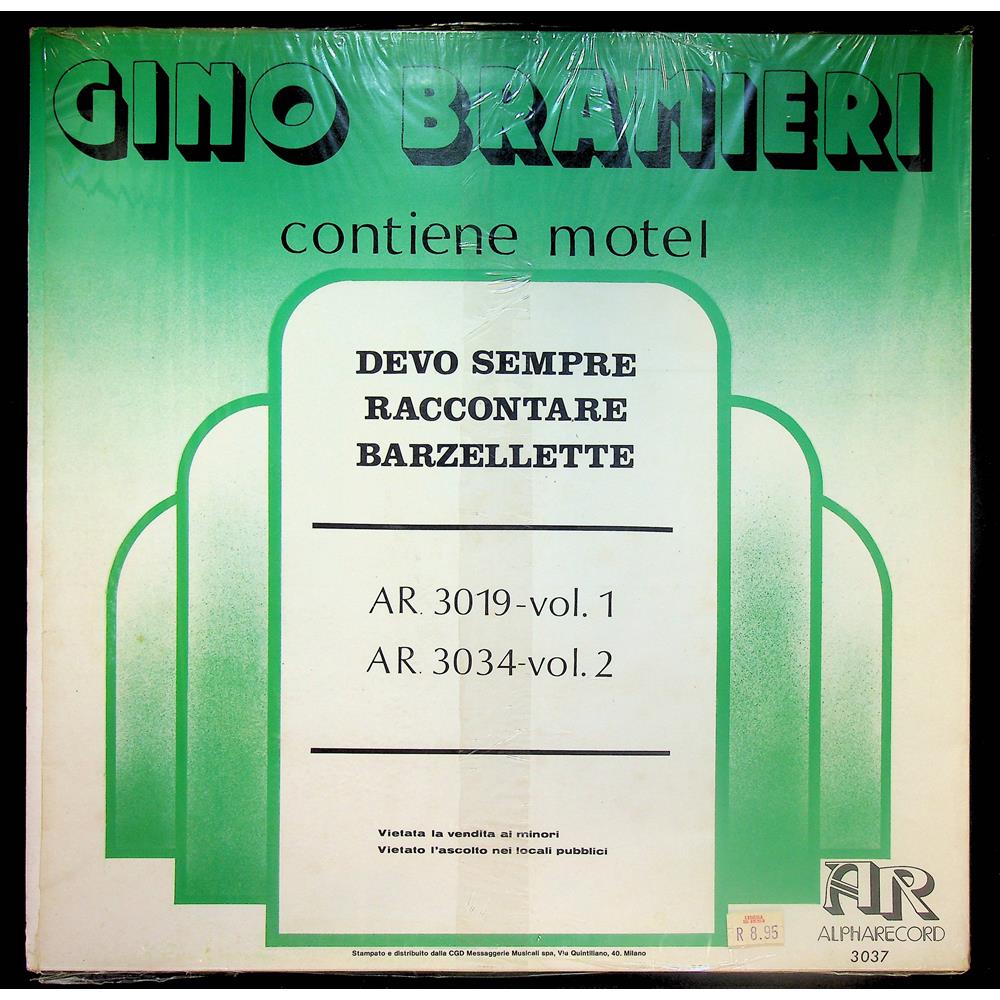 GINO BRAMIERI
contiene motel
DEVO SEMPRE
RACCONTARE
BARZELLETTE
AR. 3019-vol. 1
AR. 3034-vol. 2
Vietata la vendita ai minori
Vietato l'ascolto nei locali pubblici
AR
R 8.95
ALPHARECORD
3037
Stampato e distribuito dalla CGD Messaggerie Musicali spa, Via Quintiliano, 40. Milano